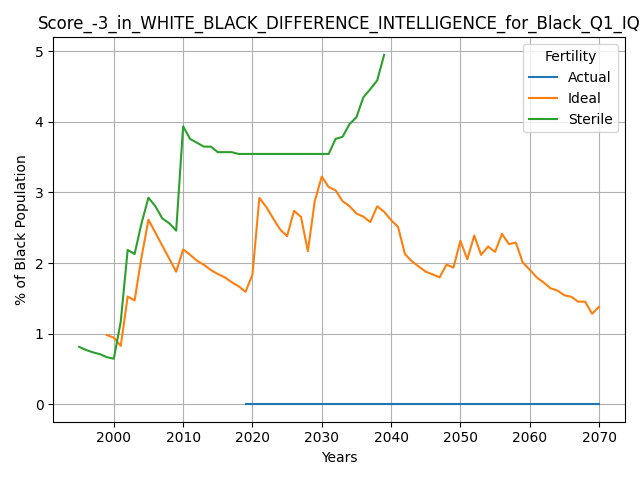 Score_-3_in_WHITE_BLACK_DIFFERENCE_INTELLIGENCE_for_Black_Q1_IQ
% of Black Population
5
4
3
2
1
0
Fertility
Actual
Ideal
Sterile
2000 2010 2020 2030 2040 2050 2060 2070
Years